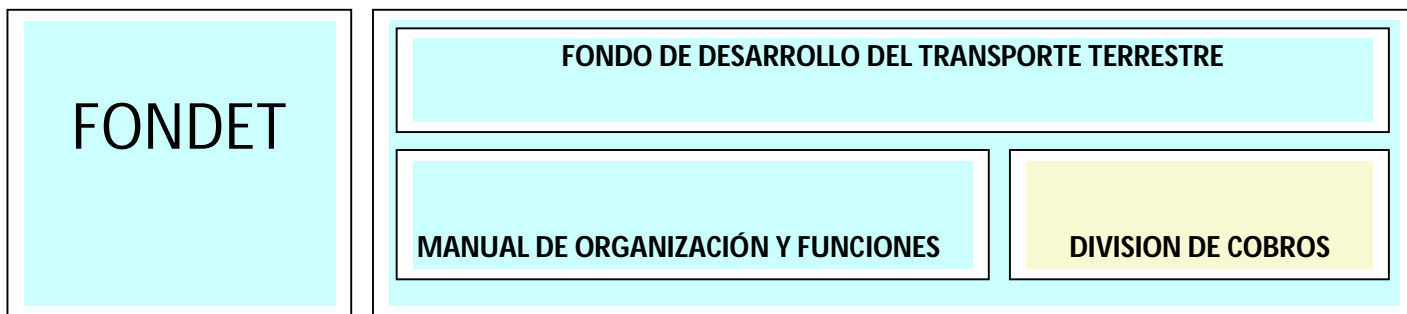 FONDET
FONDO DE DESARROLLO DEL TRANSPORTE TERRESTRE
MANUAL DE ORGANIZACIÓN Y FUNCIONES
DIVISION DE COBROS